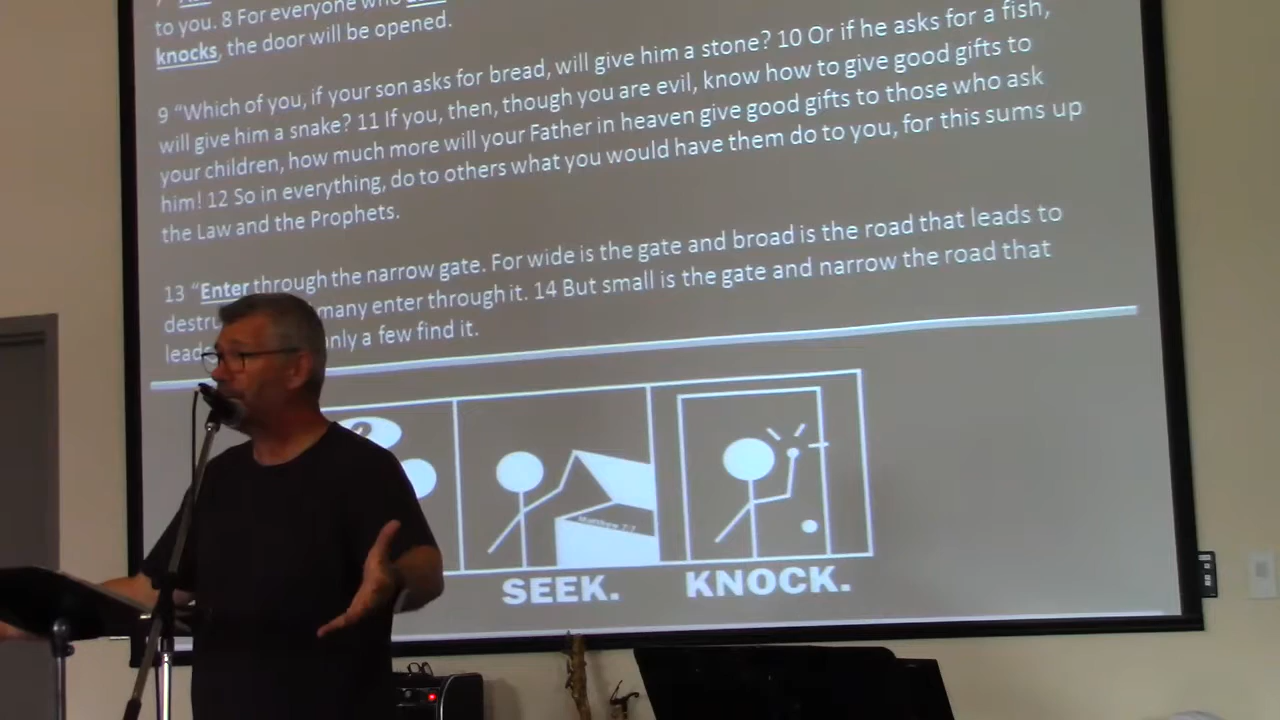 to you. 8 For everyone who
knocks, the door will be opened.
9 “Which of you, if your son asks for bread, will give him a stone? 10 Or if he asks for a fish,
will give him a snake? 11 If you, then, though you are evil, know how to give good gifts to
your children, how much more will your Father in heaven give good gifts to those who ask
him! 12 So in everything, do to others what you would have them do to you, for this sums up
the Law and the Prophets.
13 “Enter through the narrow gate. For wide is the gate and broad is the road that leads to
destru many enter through it. 14 But small is the gate and narrow the road that
leads only a few find it.
?
Matthew 7:7
SEEK. KNOCK.